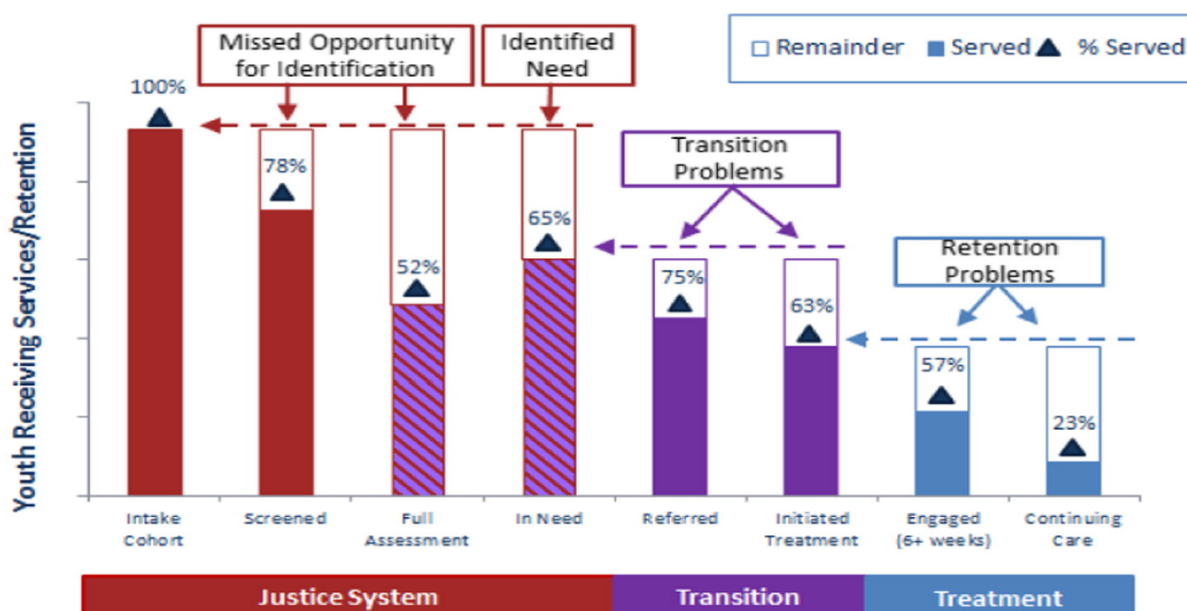 Missed Opportunity
for Identification
Identified
Need
Remainder Served % Served
100%
78%
52%
65%
Transition
Problems
75%
63%
Retention
Problems
57%
23%
Youth Receiving Services/Retention
Intake
Cohort
Screened
Full
Assessment
In Need
Referred
Initiated
Treatment
Engaged
(6+ weeks)
Continuing
Care
Justice System
Transition
Treatment